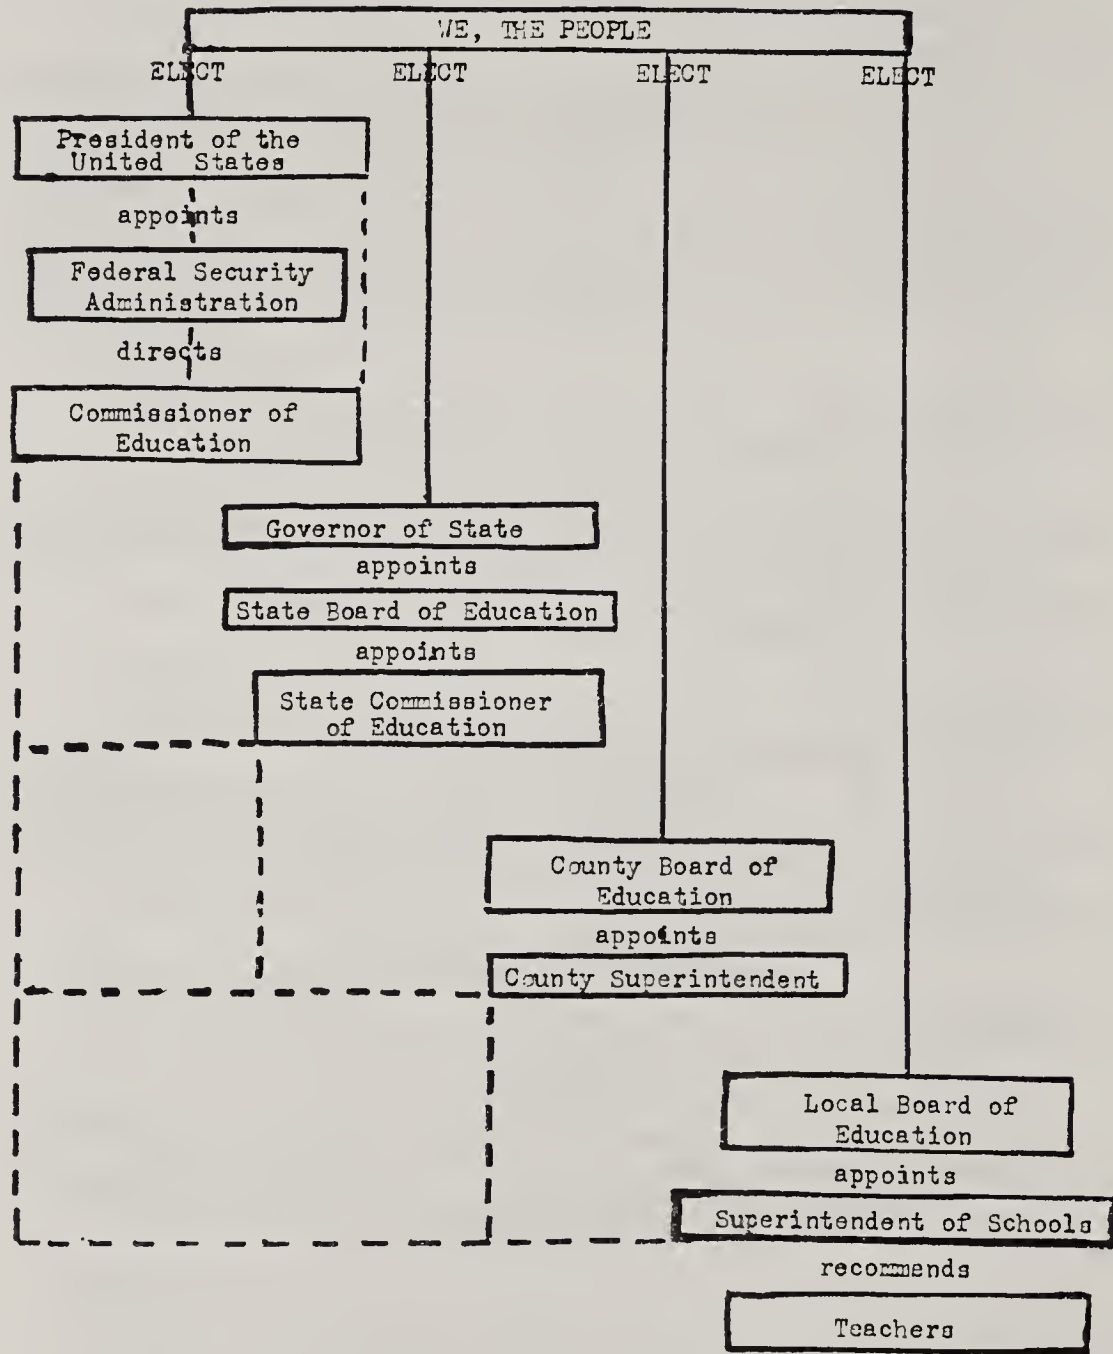 WE, THE PEOPLE
ELECT ELECT ELECT ELECT
President of the
United States
appoints
Federal Security
Administration
directs
Commissioner of
Education
Governor of State
appoints
State Board of Education
appoints
State Commissioner
of Education
County Board of
Education
appoints
County Superintendent
Local Board of
Education
appoints
Superintendent of Schools
recommends
Teachers